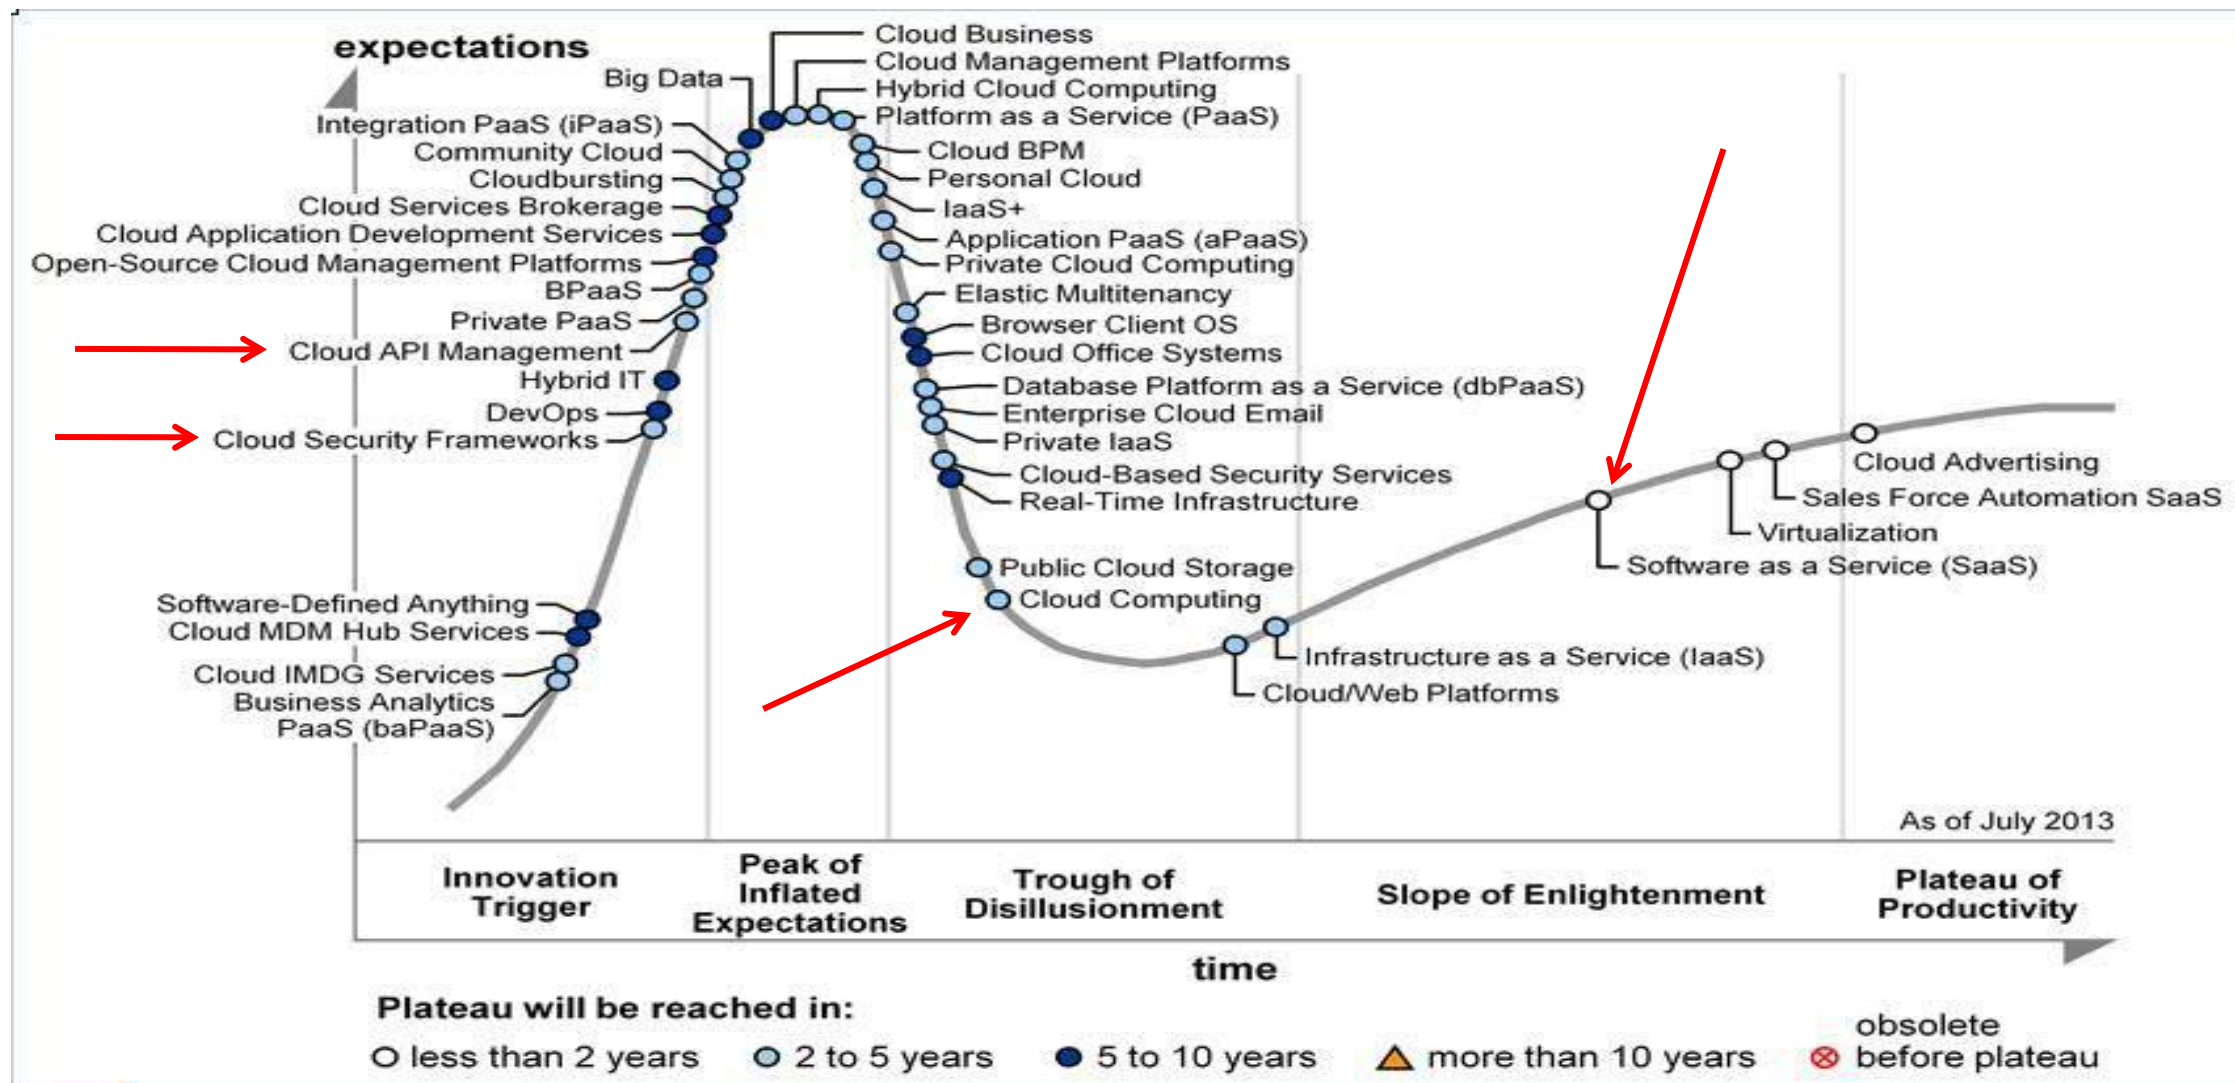 expectations
Cloud Business
Cloud Management Platforms
Big Data
Hybrid Cloud Computing
Platform as a Service (PaaS)
Integration PaaS (iPaaS)
Community Cloud
Cloud BPM
Cloudbursting
Personal Cloud
Cloud Services Brokerage
IaaS+
Cloud Application Development Services
Application PaaS (aPaaS)
Open-Source Cloud Management Platforms
Private Cloud Computing
BPaaS
Elastic Multitenancy
Private PaaS
Browser Client OS
Cloud API Management
Cloud Office Systems
Hybrid IT
Database Platform as a Service (dbPaaS)
DevOps
Enterprise Cloud Email
Cloud Security Frameworks
Private IaaS
Cloud Advertising
Cloud-Based Security Services
Sales Force Automation SaaS
Real-Time Infrastructure
Virtualization
Public Cloud Storage
Software as a Service (SaaS)
Cloud Computing
Software-Defined Anything
Cloud MDM Hub Services
Infrastructure as a Service (IaaS)
Cloud IMDG Services
Cloud/Web Platforms
Business Analytics
PaaS (baPaaS)
As of July 2013
Innovation
Trigger
Peak of
Inflated
Expectations
Trough of
Disillusionment
Slope of Enlightenment
Plateau of
Productivity
time
Plateau will be reached in:
less than 2 years
2 to 5 years
5 to 10 years
more than 10 years
obsolete
before plateau